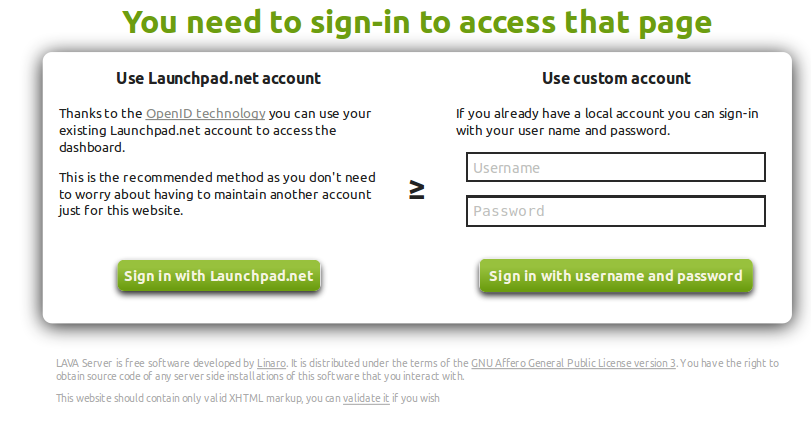 You need to sign-in to access that page
Use Launchpad.net account
Thanks to the OpenID technology you can use your
existing Launchpad.net account to access the
dashboard.
This is the recommended method as you don't need
to worry about having to maintain another account
just for this website.
Sign in with Launchpad.net
≥
Use custom account
If you already have a local account you can sign-in
with your user name and password.
Username
Password
Sign in with username and password
LAVA Server is free software developed by Linaro. It is distributed under the terms of the GNU Affero General Public License version 3. You have the right to
obtain source code of any server side installations of this software that you interact with.
This website should contain only valid XHTML markup, you can validate it if you wish